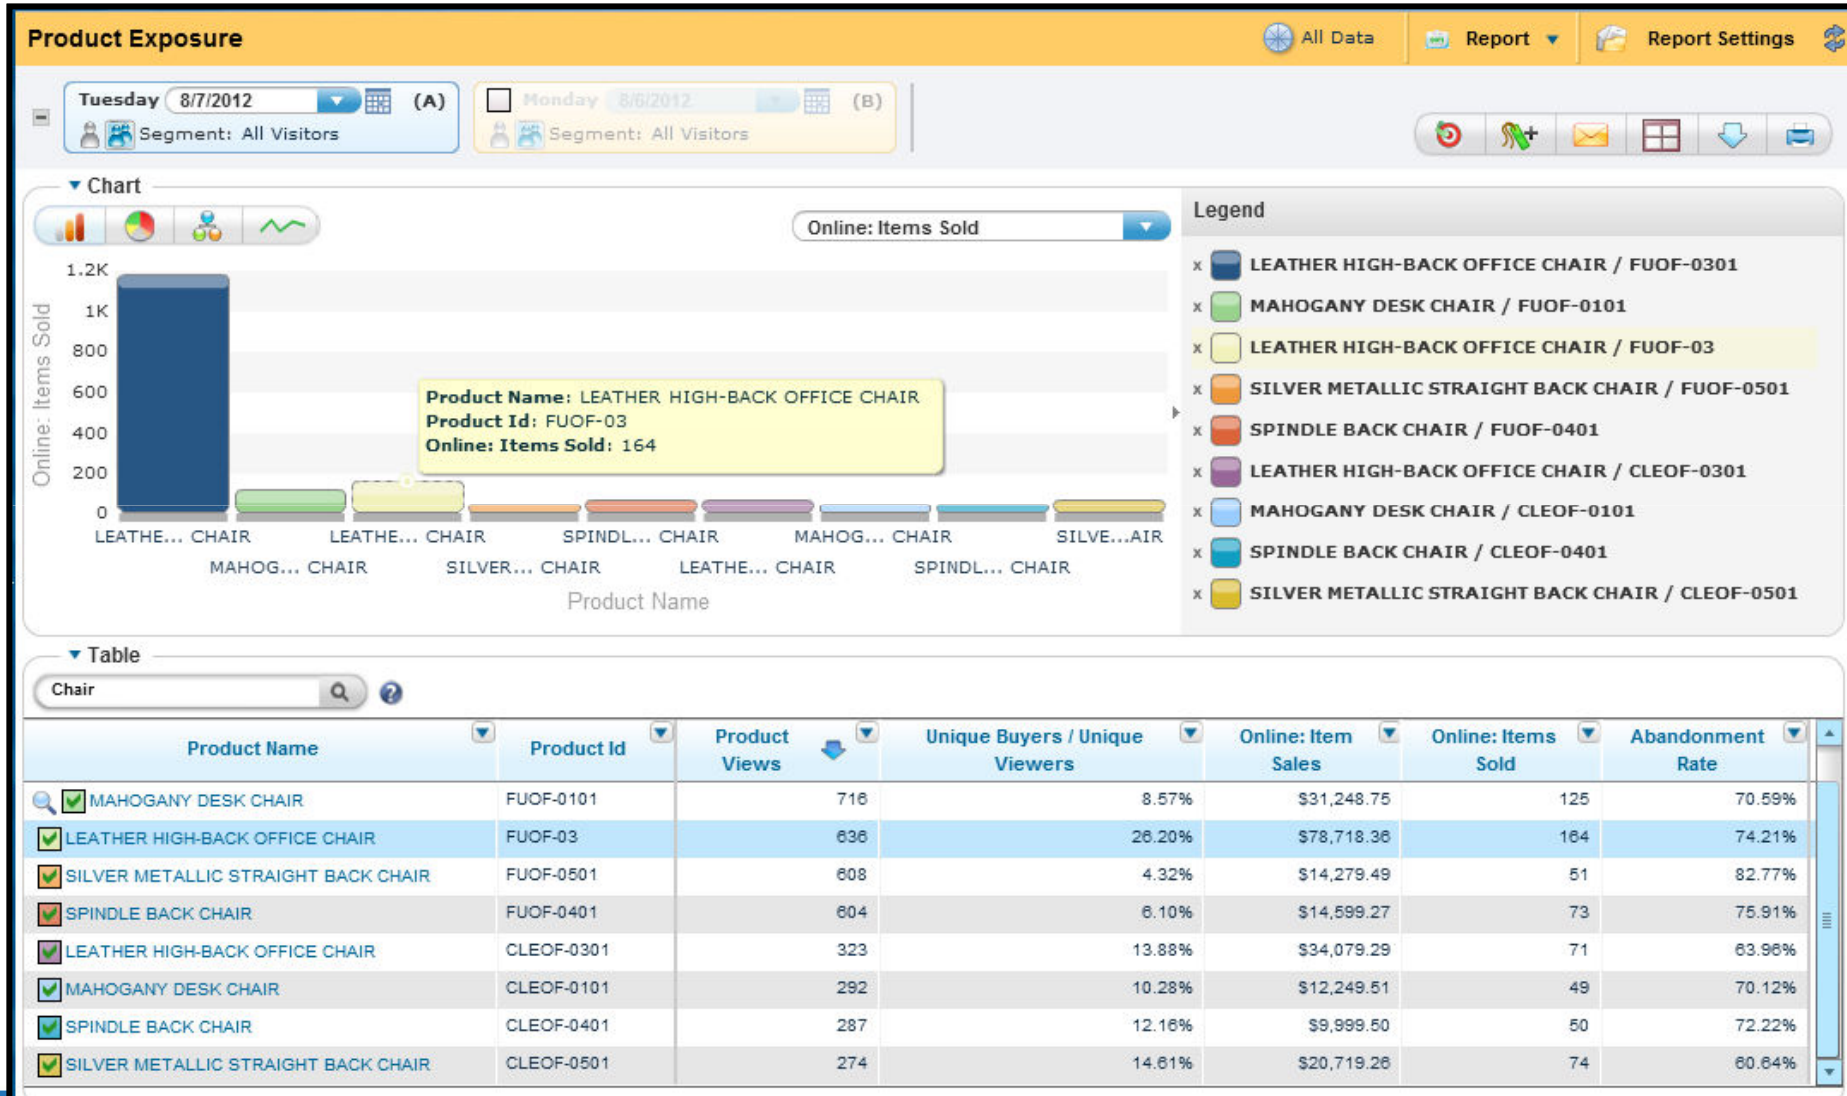 Product Exposure
All Data
Report
Report Settings
Tuesday 8/7/2012 (A)
Segment: All Visitors
Monday 8/6/2012 (B)
Segment: All Visitors
Chart
Online: Items Sold
Legend
1.2K
1K
800
600
400
200
0
Online: Items Sold
Product Name: LEATHER HIGH-BACK OFFICE CHAIR
Product Id: FUOF-03
Online: Items Sold: 164
LEATHE... CHAIR LEATHE... CHAIR SPINDL... CHAIR MAHOG... CHAIR SILVE...AIR
MAHOG... CHAIR SILVER... CHAIR LEATHE... CHAIR SPINDL... CHAIR
Product Name
x LEATHER HIGH-BACK OFFICE CHAIR / FUOF-0301
x MAHOGANY DESK CHAIR / FUOF-0101
x LEATHER HIGH-BACK OFFICE CHAIR / FUOF-03
x SILVER METALLIC STRAIGHT BACK CHAIR / FUOF-0501
x SPINDLE BACK CHAIR / FUOF-0401
x LEATHER HIGH-BACK OFFICE CHAIR / CLEOF-0301
x MAHOGANY DESK CHAIR / CLEOF-0101
x SPINDLE BACK CHAIR / CLEOF-0401
x SILVER METALLIC STRAIGHT BACK CHAIR / CLEOF-0501
Table
Chair
Product Name Product Id Product Views Unique Buyers / Unique Viewers Online: Item Sales Online: Items Sold Abandonment Rate
MAHOGANY DESK CHAIR FUOF-0101 716 8.57% $31,248.75 125 70.59%
LEATHER HIGH-BACK OFFICE CHAIR FUOF-03 636 26.20% $78,718.36 164 74.21%
SILVER METALLIC STRAIGHT BACK CHAIR FUOF-0501 608 4.32% $14,279.49 51 82.77%
SPINDLE BACK CHAIR FUOF-0401 604 6.10% $14,599.27 73 75.91%
LEATHER HIGH-BACK OFFICE CHAIR CLEOF-0301 323 13.88% $34,079.29 71 63.96%
MAHOGANY DESK CHAIR CLEOF-0101 292 10.28% $12,249.51 49 70.12%
SPINDLE BACK CHAIR CLEOF-0401 287 12.16% $9,999.50 50 72.22%
SILVER METALLIC STRAIGHT BACK CHAIR CLEOF-0501 274 14.61% $20,719.26 74 60.64%